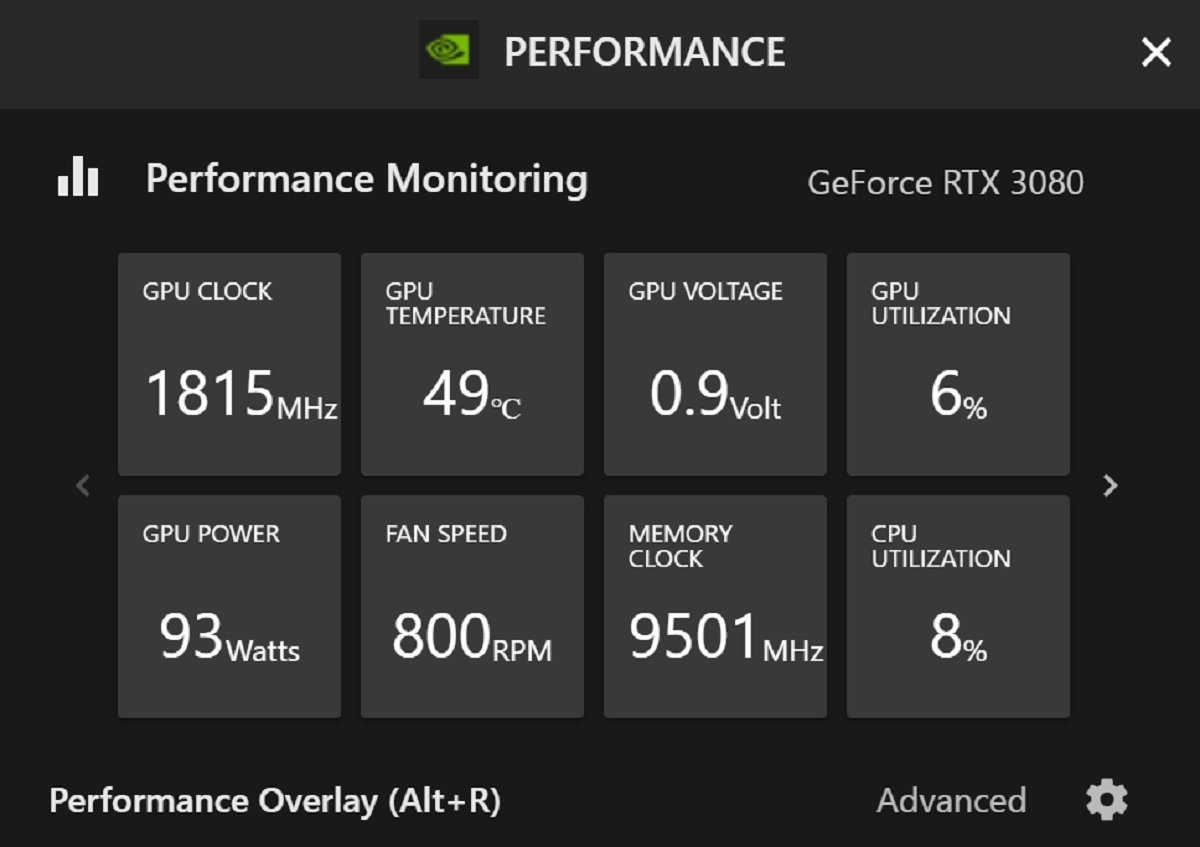 PERFORMANCE
Performance Monitoring
GeForce RTX 3080
GPU CLOCK
1815MHz
GPU
TEMPERATURE
49℃
GPU VOLTAGE
0.9Volt
GPU
UTILIZATION
6%
GPU POWER
93Watts
FAN SPEED
800RPM
MEMORY
CLOCK
9501MHz
CPU
UTILIZATION
8%
Performance Overlay (Alt+R)
Advanced